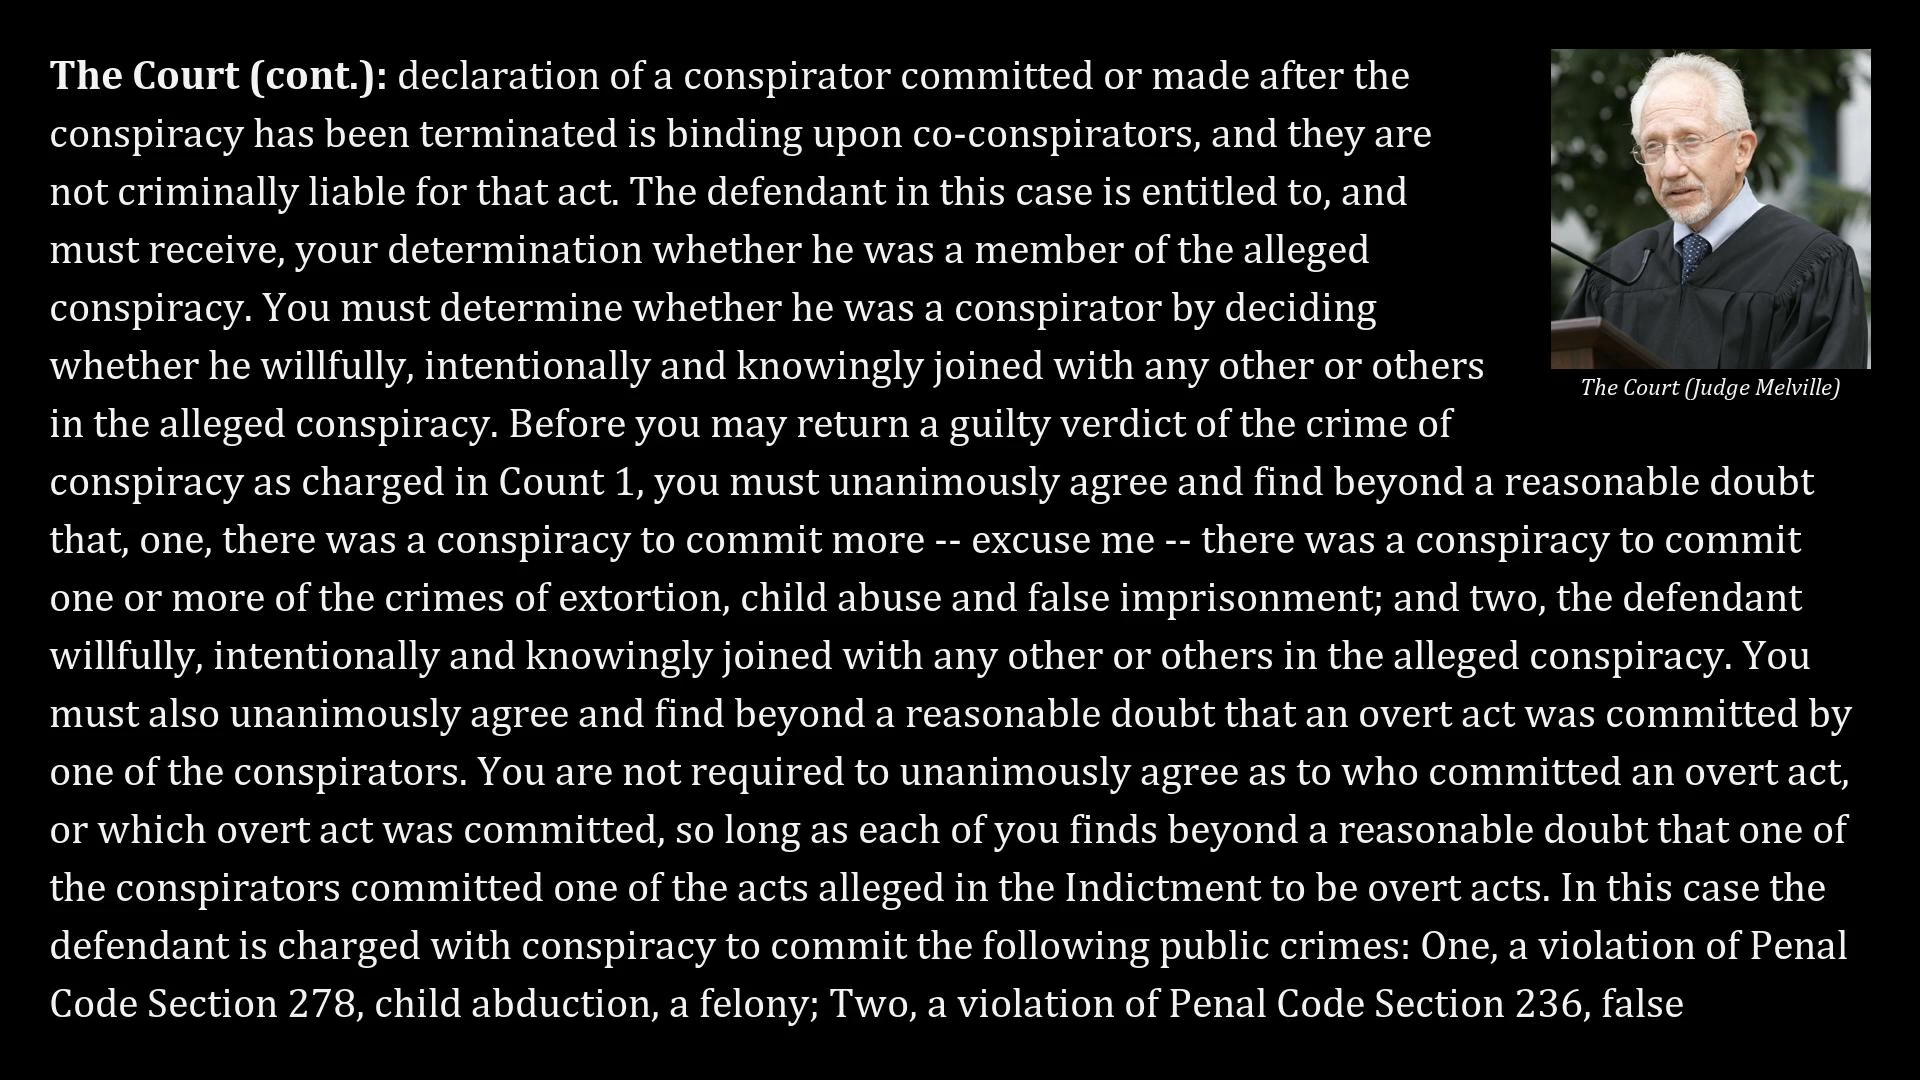 The Court (cont.): declaration of a conspirator committed or made after the
conspiracy has been terminated is binding upon co-conspirators, and they are
not criminally liable for that act. The defendant in this case is entitled to, and
must receive, your determination whether he was a member of the alleged
conspiracy. You must determine whether he was a conspirator by deciding
whether he willfully, intentionally and knowingly joined with any other or others
in the alleged conspiracy. Before you may return a guilty verdict of the crime of
conspiracy as charged in Count 1, you must unanimously agree and find beyond a reasonable doubt
that, one, there was a conspiracy to commit more -- excuse me -- there was a conspiracy to commit
one or more of the crimes of extortion, child abuse and false imprisonment; and two, the defendant
willfully, intentionally and knowingly joined with any other or others in the alleged conspiracy. You
must also unanimously agree and find beyond a reasonable doubt that an overt act was committed by
one of the conspirators. You are not required to unanimously agree as to who committed an overt act,
or which overt act was committed, so long as each of you finds beyond a reasonable doubt that one of
the conspirators committed one of the acts alleged in the Indictment to be overt acts. In this case the
defendant is charged with conspiracy to commit the following public crimes: One, a violation of Penal
Code Section 278, child abduction, a felony; Two, a violation of Penal Code Section 236, false
The Court (Judge Melville)